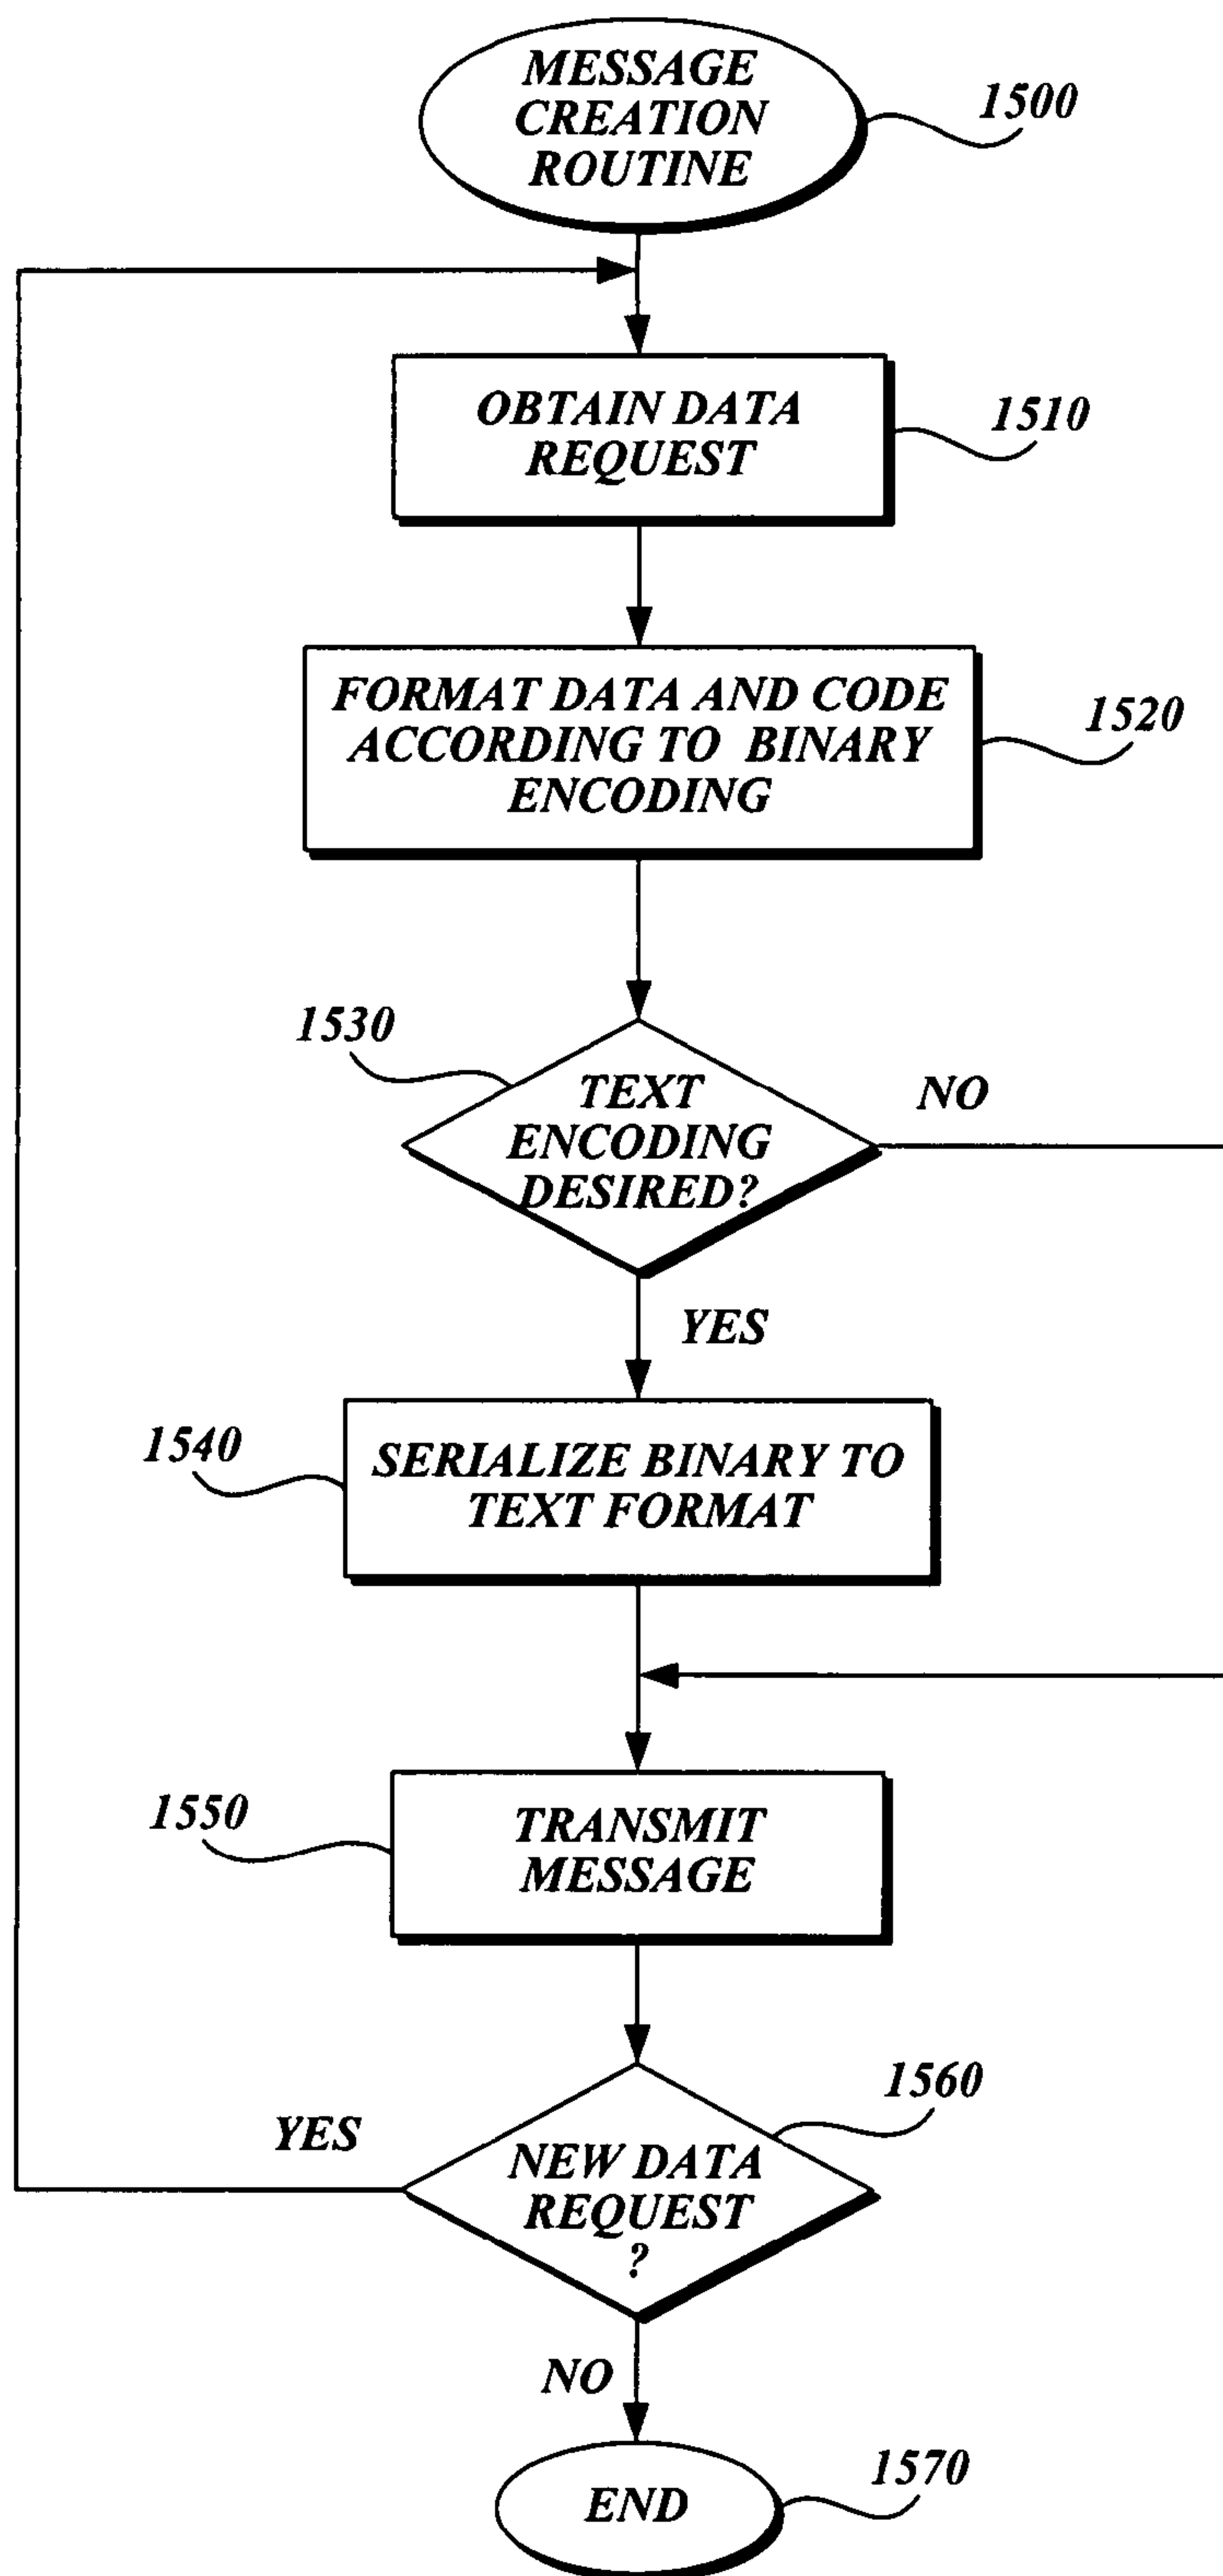 MESSAGE
CREATION
ROUTINE
1500
OBTAIN DATA
REQUEST
1510
FORMAT DATA AND CODE
ACCORDING TO BINARY
ENCODING
1520
1530
TEXT
ENCODING
DESIRED?
NO
YES
1540
SERIALIZE BINARY TO
TEXT FORMAT
1550
TRANSMIT
MESSAGE
1560
YES
NEW DATA
REQUEST
?
NO
END
1570